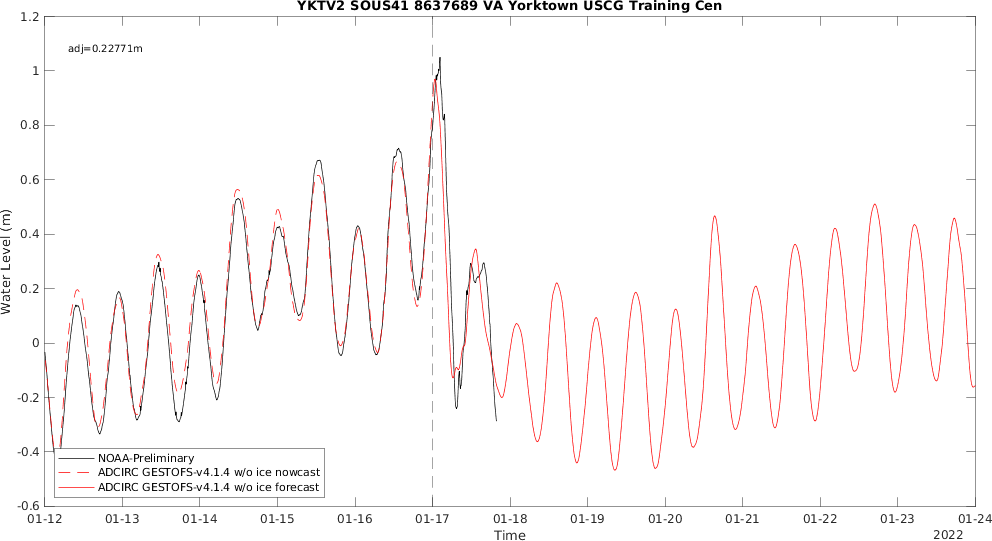 YKTV2 SOUS41 8637689 VA Yorktown USCG Training Cen
adj=0.22771m
1.2
1
0.8
0.6
0.4
0.2
0
-0.2
-0.4
-0.6
Water Level (m)
NOAA-Preliminary
ADCIRC GESTOFS-v4.1.4 w/o ice nowcast
ADCIRC GESTOFS-v4.1.4 w/o ice forecast
01-12 01-13 01-14 01-15 01-16 01-17 01-18 01-19 01-20 01-21 01-22 01-23 01-24
Time
2022